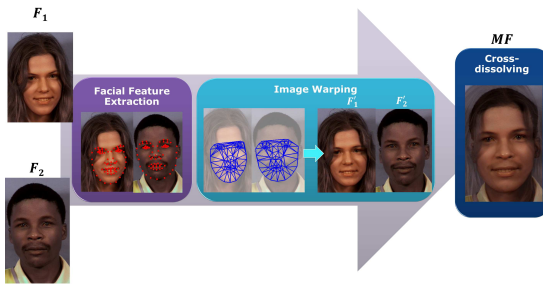 F₁
F₂
Facial Feature
Extraction
Image Warping
F₁′
F₂′
MF
Cross-
dissolving